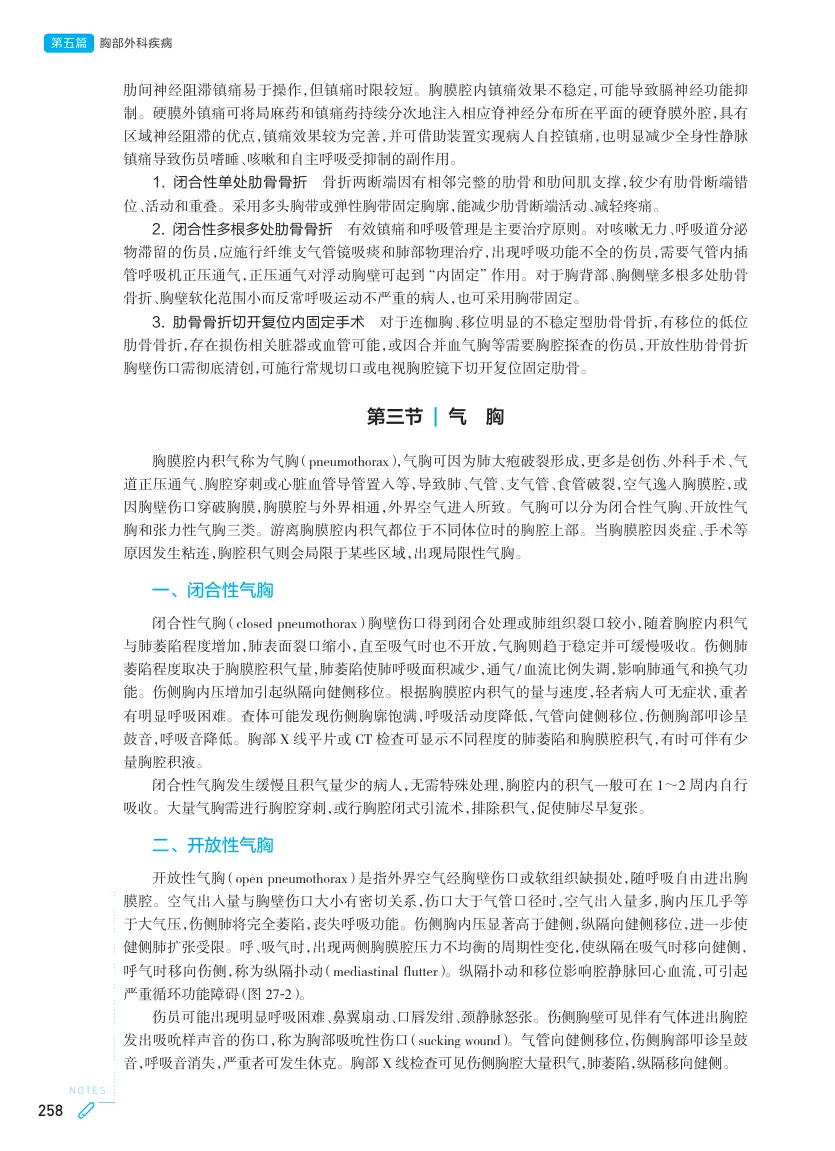 第五篇 胸部外科疾病
肋间神经阻滞镇痛易于操作,但镇痛时限较短。胸膜腔内镇痛效果不稳定,可能导致膈神经功能抑
制。硬膜外镇痛可将局麻药和镇痛药持续分次地注入相应脊神经分布所在平面的硬脊膜外腔,具有
区域神经阻滞的优点,镇痛效果较为完善,并可借助装置实现病人自控镇痛,也明显减少全身性静脉
镇痛导致伤员嗜睡、咳嗽和自主呼吸受抑制的副作用。
1. 闭合性单处肋骨骨折 骨折两断端因有相邻完整的肋骨和肋间肌支撑,较少有肋骨断端错
位、活动和重叠。采用多头胸带或弹性胸带固定胸廓,能减少肋骨断端活动、减轻疼痛。
2. 闭合性多根多处肋骨骨折 有效镇痛和呼吸管理是主要治疗原则。对咳嗽无力、呼吸道分泌
物滞留的伤员,应施行纤维支气管镜吸痰和肺部物理治疗,出现呼吸功能不全的伤员,需要气管内插
管呼吸机正压通气,正压通气对浮动胸壁可起到“内固定”作用。对于胸背部、胸侧壁多根多处肋骨
骨折、胸壁软化范围小而反常呼吸运动不严重的病人,也可采用胸带固定。
3. 肋骨骨折切开复位内固定手术 对于连枷胸、移位明显的不稳定型肋骨骨折,有移位的低位
肋骨骨折,存在损伤相关脏器或血管可能,或因合并血气胸等需要胸腔探查的伤员,开放性肋骨骨折
胸壁伤口需彻底清创,可施行常规切口或电视胸腔镜下切开复位固定肋骨。
第三节 | 气 胸
胸膜腔内积气称为气胸(pneumothorax),气胸可因为肺大疱破裂形成,更多是创伤、外科手术、气
道正压通气、胸腔穿刺或心脏血管导管置入等,导致肺、气管、支气管、食管破裂,空气逸入胸膜腔,或
因胸壁伤口穿破胸膜,胸膜腔与外界相通,外界空气进入所致。气胸可以分为闭合性气胸、开放性气
胸和张力性气胸三类。游离胸膜腔内积气都位于不同体位时的胸腔上部。当胸膜腔因炎症、手术等
原因发生粘连,胸腔积气则会局限于某些区域,出现局限性气胸。
一、闭合性气胸
闭合性气胸(closed pneumothorax)胸壁伤口得到闭合处理或肺组织裂口较小,随着胸腔内积气
与肺萎陷程度增加,肺表面裂口缩小,直至吸气时也不开放,气胸则趋于稳定并可缓慢吸收。伤侧肺
萎陷程度取决于胸膜腔积气量,肺萎陷使肺呼吸面积减少,通气/血流比例失调,影响肺通气和换气功
能。伤侧胸内压增加引起纵隔向健侧移位。根据胸膜腔内积气的量与速度,轻者病人可无症状,重者
有明显呼吸困难。查体可能发现伤侧胸廓饱满,呼吸活动度降低,气管向健侧移位,伤侧胸部叩诊呈
鼓音,呼吸音降低。胸部 X 线平片或 CT 检查可显示不同程度的肺萎陷和胸膜腔积气,有时可伴有少
量胸腔积液。
闭合性气胸发生缓慢且积气量少的病人,无需特殊处理,胸腔内的积气一般可在 1~2 周内自行
吸收。大量气胸需进行胸腔穿刺,或行胸腔闭式引流术,排除积气,促使肺尽早复张。
二、开放性气胸
开放性气胸(open pneumothorax)是指外界空气经胸壁伤口或软组织缺损处,随呼吸自由进出胸
膜腔。空气出入量与胸壁伤口大小有密切关系,伤口大于气管口径时,空气出入量多,胸内压几乎等
于大气压,伤侧肺将完全萎陷,丧失呼吸功能。伤侧胸内压显著高于健侧,纵隔向健侧移位,进一步使
健侧肺扩张受限。呼、吸气时,出现两侧胸膜腔压力不均衡的周期性变化,使纵隔在吸气时移向健侧,
呼气时移向伤侧,称为纵隔扑动(mediastinal flutter)。纵隔扑动和移位影响腔静脉回心血流,可引起
严重循环功能障碍(图 27-2)。
伤员可能出现明显呼吸困难、鼻翼扇动、口唇发绀、颈静脉怒张。伤侧胸壁可见伴有气体进出胸腔
发出吸吮样声音的伤口,称为胸部吸吮性伤口(sucking wound)。气管向健侧移位,伤侧胸部叩诊呈鼓
音,呼吸音消失,严重者可发生休克。胸部 X 线检查可见伤侧胸腔大量积气,肺萎陷,纵隔移向健侧。
NOTES
258